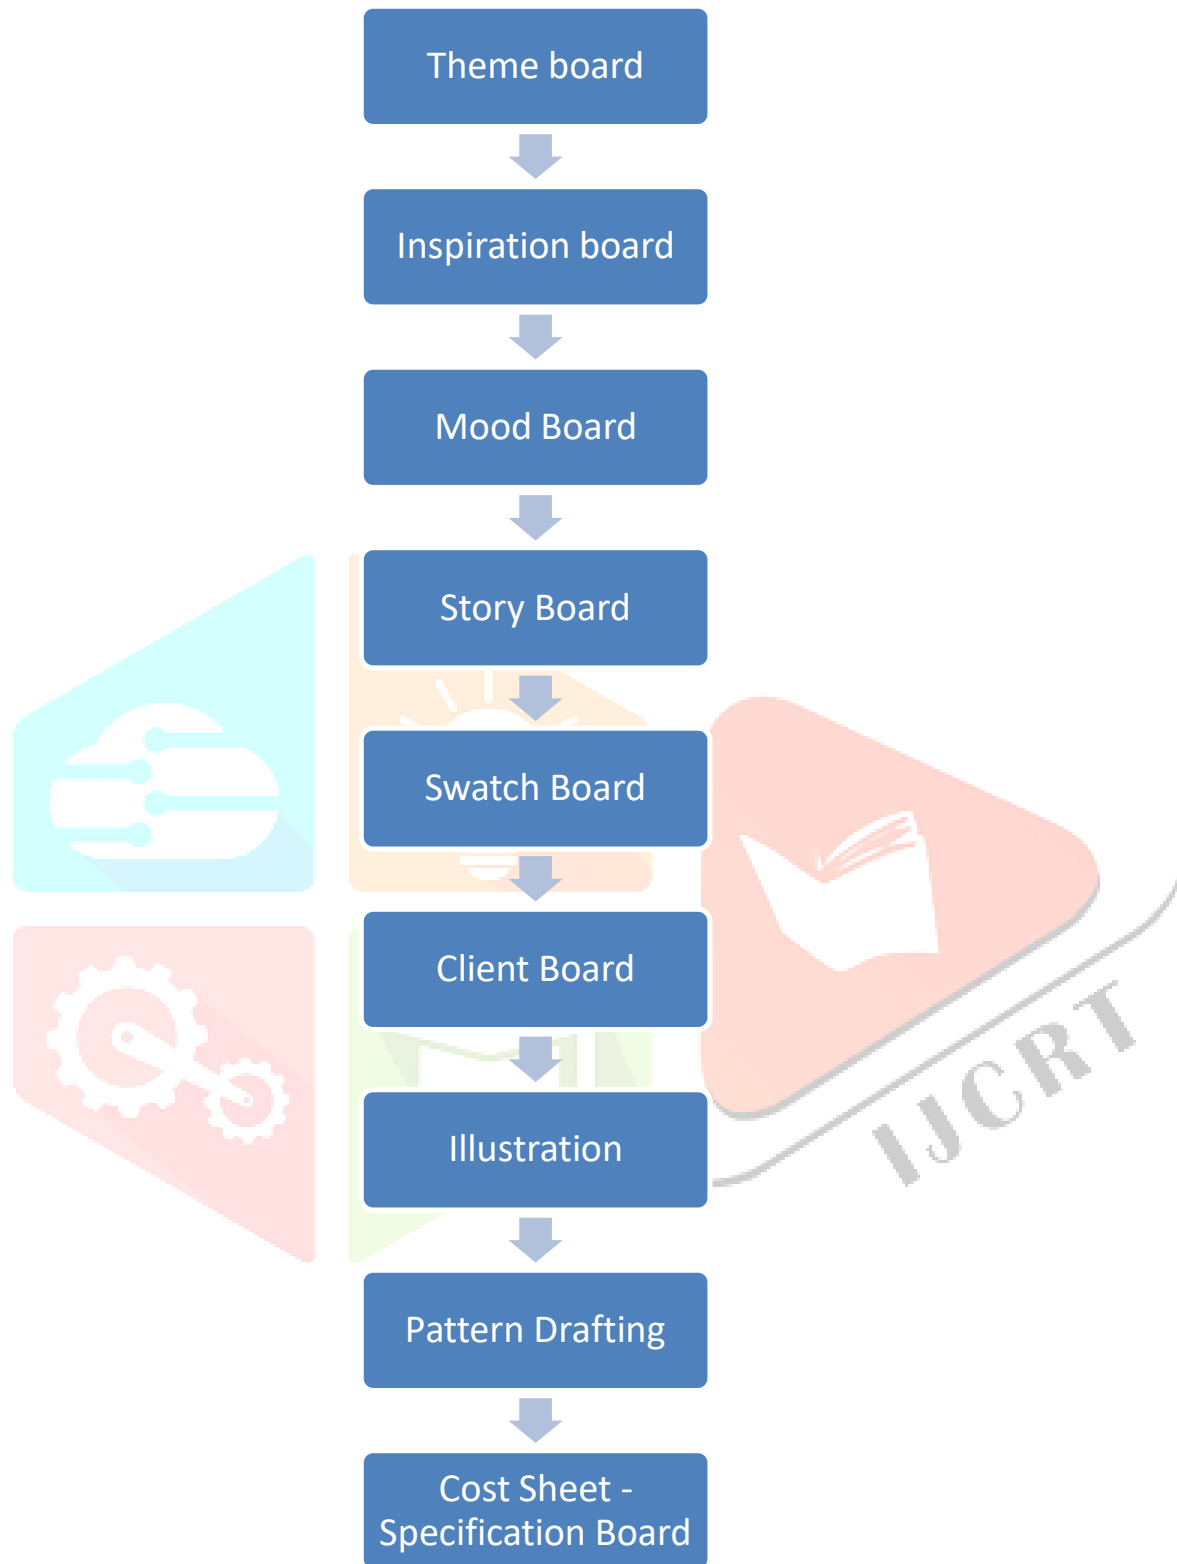 Theme board
Inspiration board
Mood Board
Story Board
Swatch Board
Client Board
IJCRT
Illustration
Pattern Drafting
Cost Sheet -
Specification Board